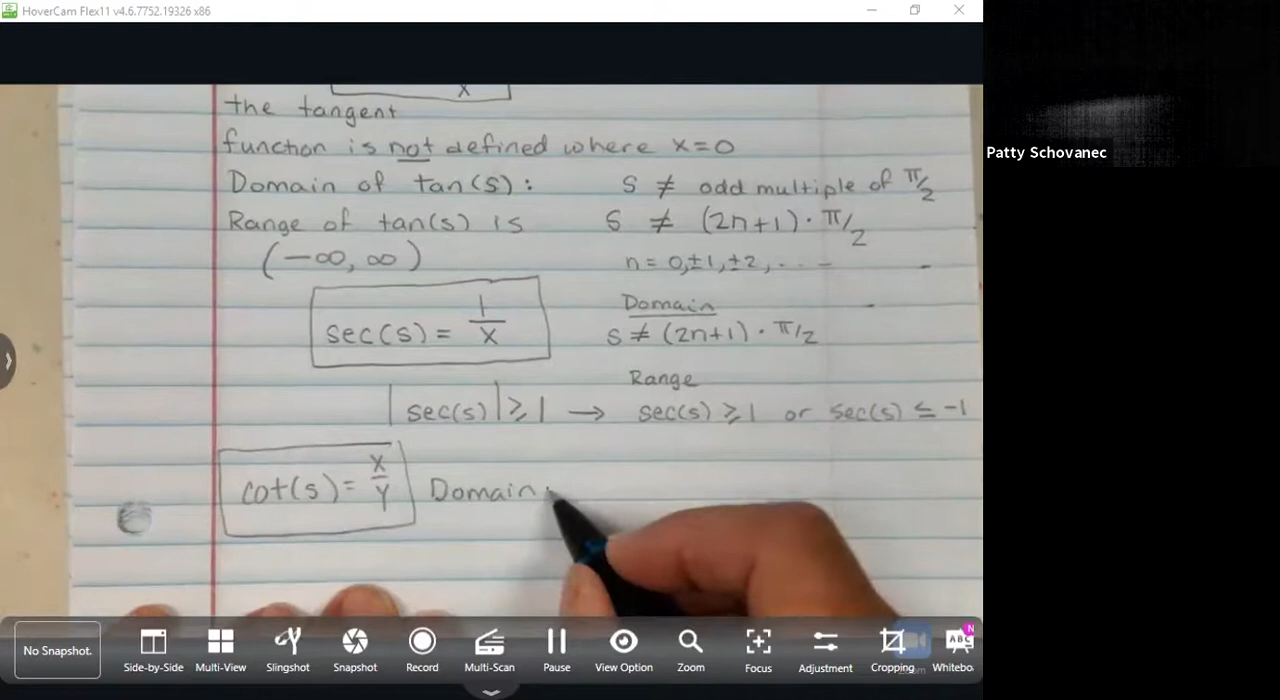 HoverCam Flex11 v4.6.7752.19326 x86
Patty Schovanec
x
the tangent
function is not defined where x=0
Domain of tan(s): s ≠ odd multiple of π/2
Range of tan(s) is s ≠ (2n+1)·π/2
(-∞, ∞) n = 0,±1,±2,....
sec(s) = 1/x
Domain
s ≠ (2n+1)·π/2
Range
|sec(s)| ≥ 1 → sec(s) ≥ 1 or sec(s) ≤ -1
cot(s) = x/y Domain:
No Snapshot.
Side-by-Side Multi-View Slingshot Snapshot Record Multi-Scan Pause View Option Zoom Focus Adjustment Cropping Whiteboa
ABC
N